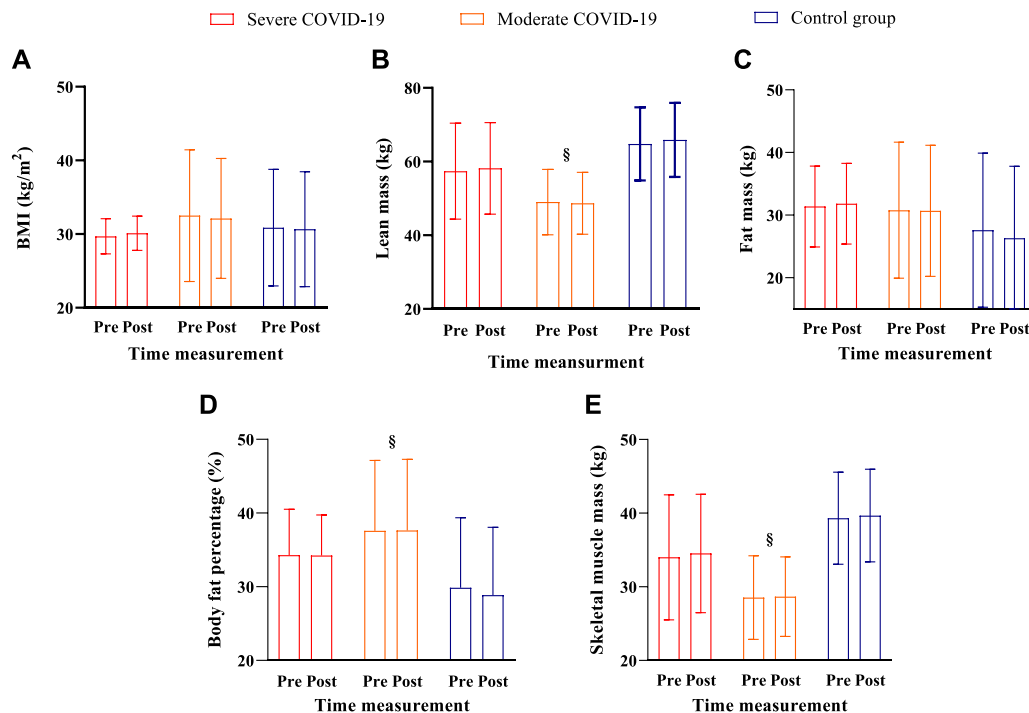 Severe COVID-19 Moderate COVID-19 Control group
A
BMI (kg/m²)
50
40
30
20
Pre Post Pre Post Pre Post
Time measurement
B
Lean mass (kg)
80
60
40
20
§
Pre Post Pre Post Pre Post
Time meansurment
C
Fat mass (kg)
50
40
30
20
Pre Post Pre Post Pre Post
Time measurement
D
Body fat percentage (%)
50
40
30
20
§
Pre Post Pre Post Pre Post
Time measurement
E
Skeletal muscle mass (kg)
50
40
30
20
§
Pre Post Pre Post Pre Post
Time measurement